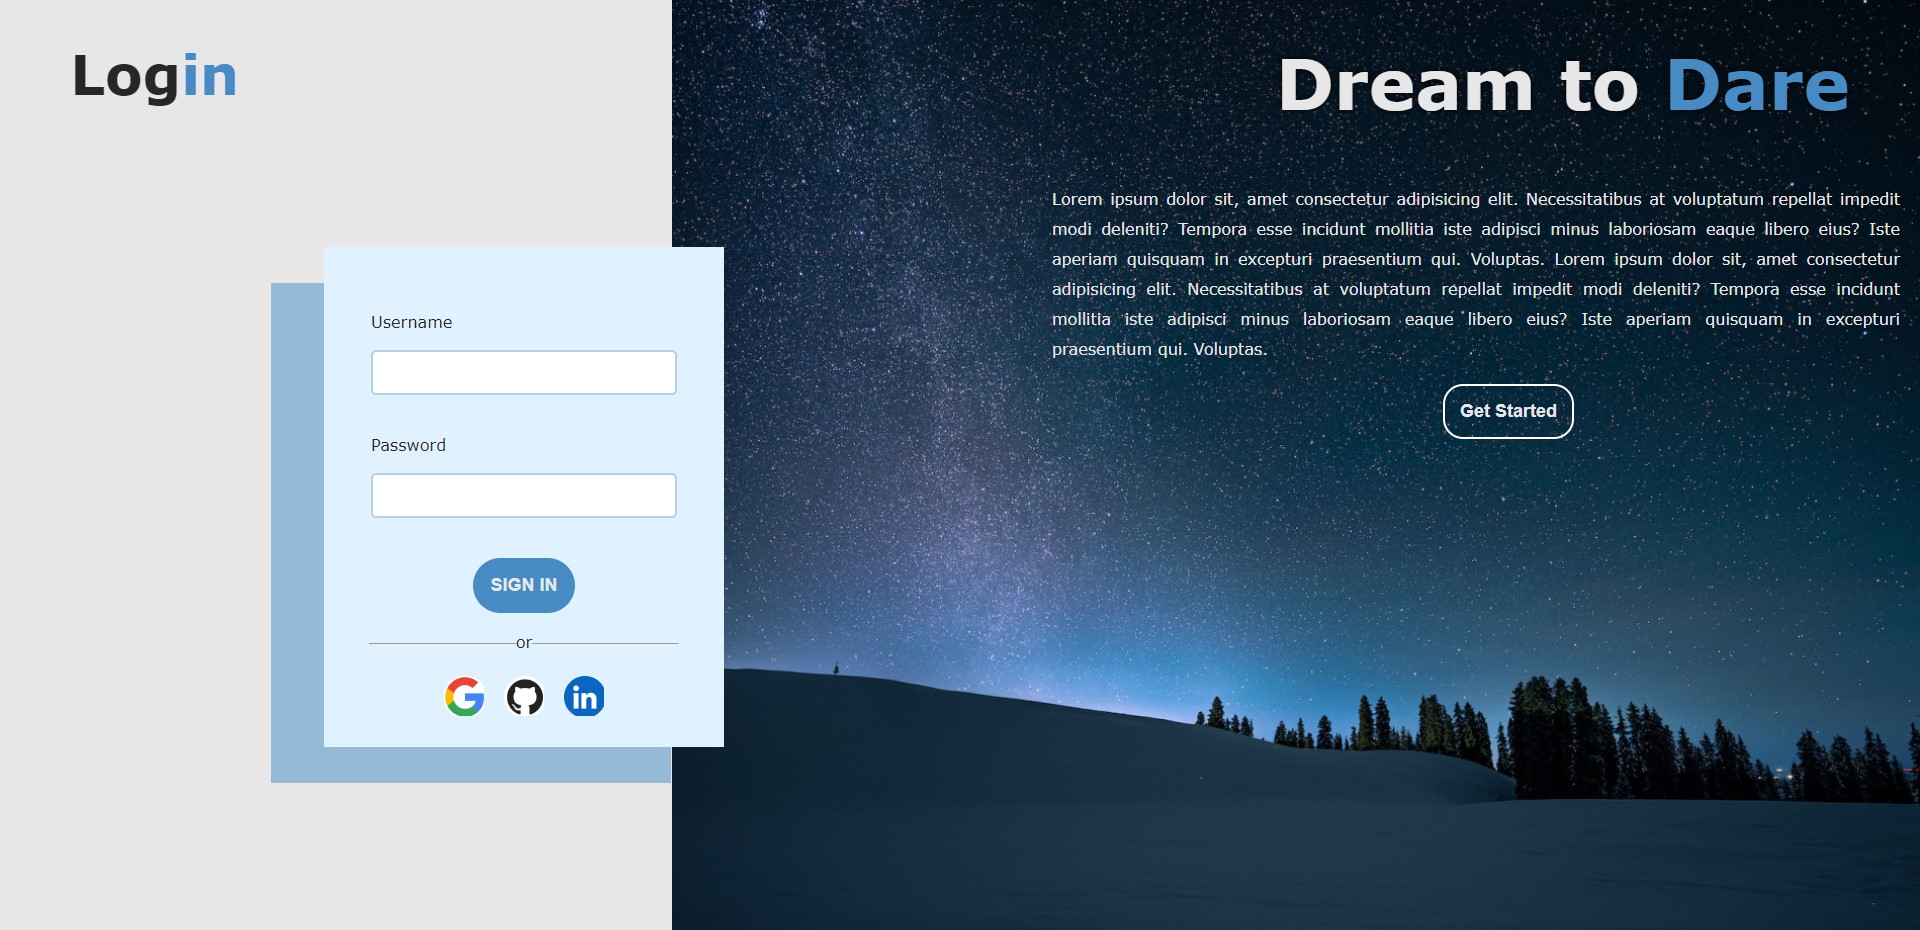 Login
Dream to Dare
Lorem ipsum dolor sit, amet consectetur adipisicing elit. Necessitatibus at voluptatum repellat impedit
modi deleniti? Tempora esse incidunt mollitia iste adipisci minus laboriosam eaque libero eius? Iste
aperiam quisquam in excepturi praesentium qui. Voluptas. Lorem ipsum dolor sit, amet consectetur
adipisicing elit. Necessitatibus at voluptatum repellat impedit modi deleniti? Tempora esse incidunt
mollitia iste adipisci minus laboriosam eaque libero eius? Iste aperiam quisquam in excepturi
praesentium qui. Voluptas.
Get Started
Username
Password
SIGN IN
or
in